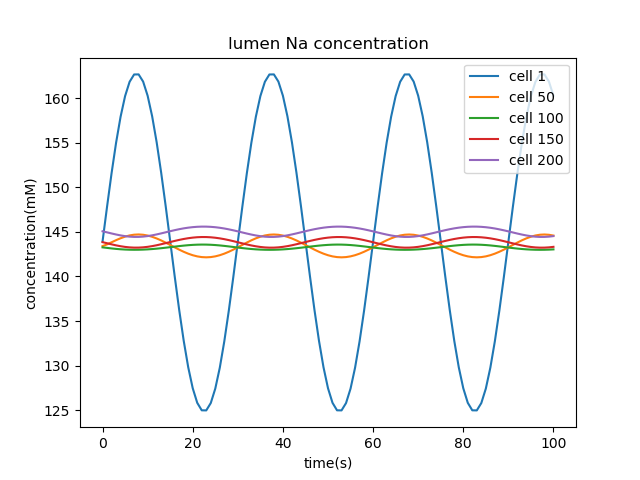 lumen Na concentration
concentration(mM)
160
155
150
145
140
135
130
125
cell 1
cell 50
cell 100
cell 150
cell 200
0 20 40 60 80 100
time(s)